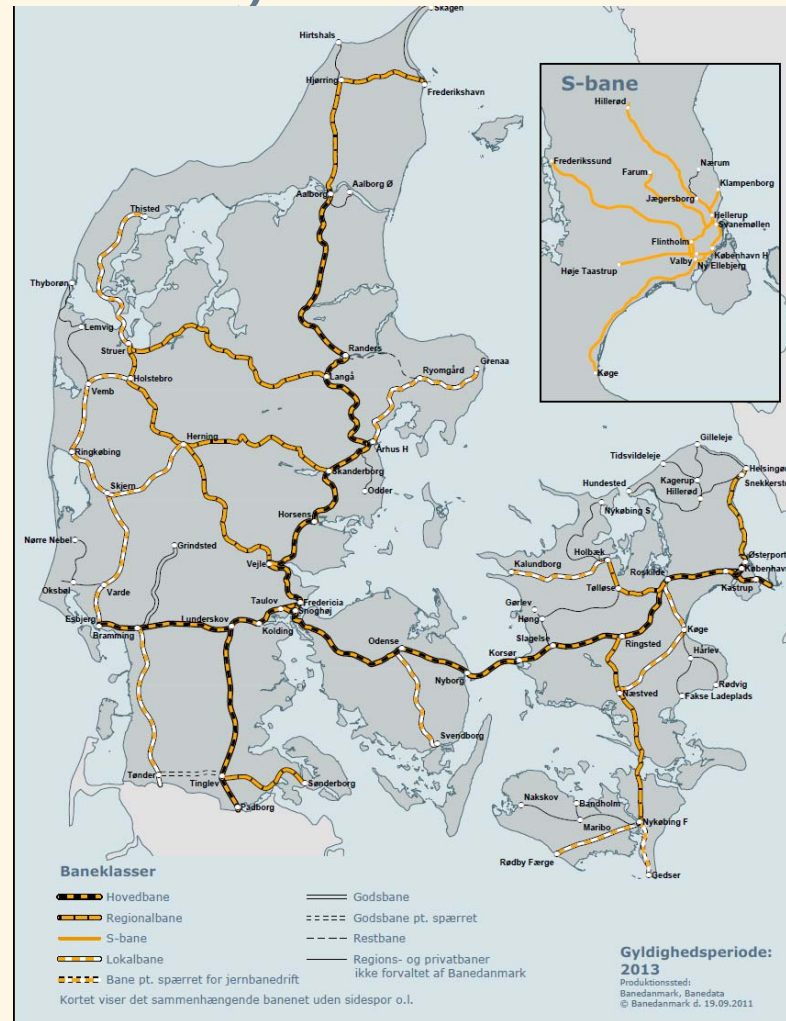 Skagen
Hirtshals
Hjørring
Frederikshavn
Aalborg Ø
Aalborg
Thisted
Thyborøn
Lemvig
Struer
Randers
Grenaa
Ryomgård
Langå
Holstebro
Vemb
Herning
Århus H
Ringkøbing
Skanderborg
Skjern
Odder
Horsens
Nørre Nebel
Grindsted
Vejle
Oksbøl
Varde
Taulov
Fredericia
Snoghøj
Esbjerg
Lunderskov
Bramming
Kolding
Odense
Nyborg
Svendborg
Tønder
Tinglev
Sønderborg
Padborg
S-bane
Hillerød
Frederikssund
Farum
Nærum
Klampenborg
Jægersborg
Hellerup
Svanemøllen
Flintholm
København H
Valby
Ny Ellebjerg
Høje Taastrup
Køge
Gilleleje
Tidsvildeleje
Helsingør
Snekkersten
Kagerup
Hundested
Hillerød
Nykøbing S
Holbæk
Østerport
København
Kalundborg
Roskilde
Kastrup
Tølløse
Gørlev
Høng
Køge
Slagelse
Ringsted
Korsør
Harlev
Rødvig
Næstved
Fakse Ladeplads
Nakskov
Bandholm
Maribo
Nykøbing F
Rødby Færge
Gedser
Baneklasser
Hovedbane
Regionalbane
S-bane
Lokalbane
Bane pt. spærret for jernbanedrift
Godsbane
Godsbane pt. spærret
Restbane
Regions- og privatbaner
ikke forvaltet af Banedanmark
Kortet viser det sammenhængende banenet uden sidespor o.l.
Gyldighedsperiode:
2013
Produktionssted:
Banedanmark, Banedata
© Banedanmark d. 19.09.2011